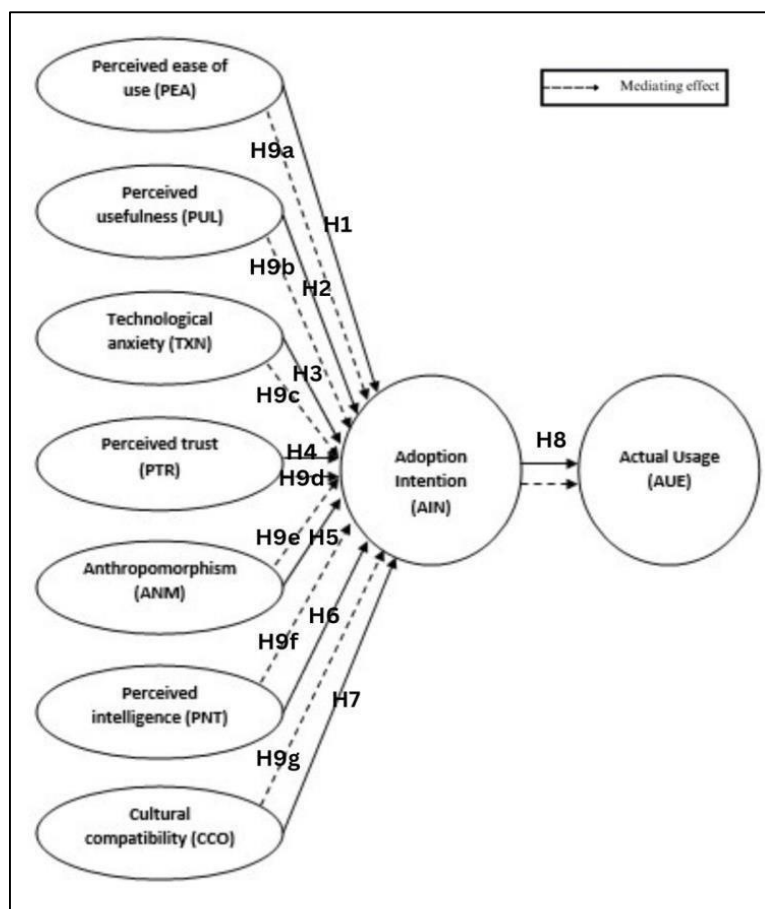 Perceived ease of
use (PEA)
Mediating effect
H9a
Perceived
usefulness (PUL)
H1
H9b
H2
Technological
anxiety (TXN)
H3
H9c
Perceived trust
(PTR)
H4
H9d
Adoption
Intention
(AIN)
H8
Actual Usage
(AUE)
H9e
H5
Anthropomorphism
(ANM)
H6
H9f
Perceived
intelligence (PNT)
H7
H9g
Cultural
compatibility (CCO)